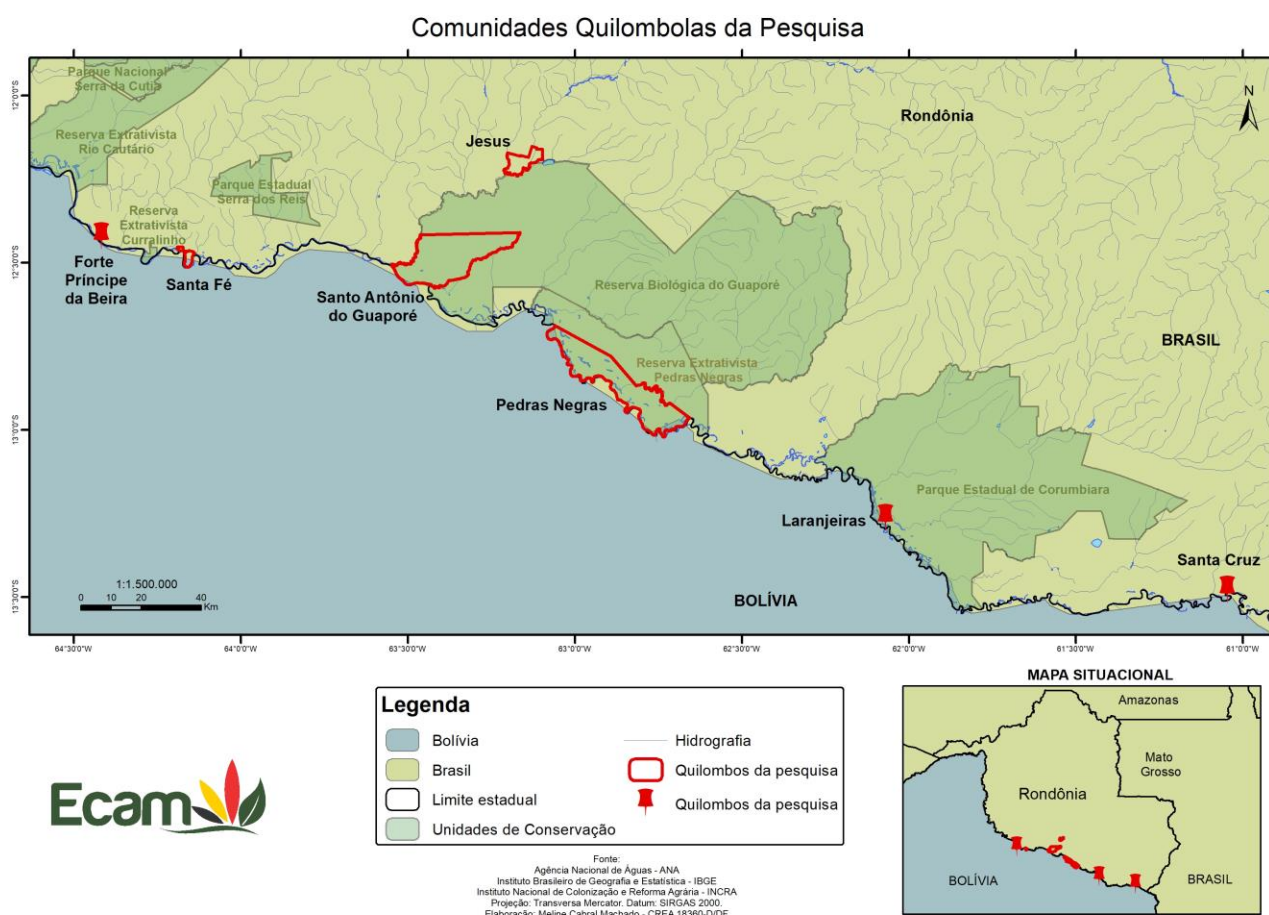 Comunidades Quilombolas da Pesquisa
Parque Nacional
Serra da Cutia
Reserva Extrativista
Rio Cautário
Parque Estadual
Serra dos Reis
Reserva
Extrativista
Curralinho
Jesus
Rondônia
N
Forte
Príncipe
da Beira
Santa Fé
Santo Antônio
do Guaporé
Reserva Biológica do Guaporé
BRASIL
Reserva Extrativista
Pedras Negras
Pedras Negras
Parque Estadual de Corumbiara
Laranjeiras
Santa Cruz
BOLÍVIA
1:1.500.000
0 10 20 40
Km
12°0'0"S
12°30'0"S
13°0'0"S
13°30'0"S
64°30'0"W 64°0'0"W 63°30'0"W 63°0'0"W 62°30'0"W 62°0'0"W 61°30'0"W 61°0'0"W
Legenda
Bolívia
Brasil
Limite estadual
Unidades de Conservação
Hidrografia
Quilombos da pesquisa
Quilombos da pesquisa
Ecam
MAPA SITUACIONAL
Amazonas
Mato
Grosso
Rondônia
BOLÍVIA
BRASIL
Fonte:
Agência Nacional de Águas - ANA
Instituto Brasileiro de Geografia e Estatística - IBGE
Instituto Nacional de Colonização e Reforma Agrária - INCRA
Projeção: Transversa Mercator. Datum: SIRGAS 2000.
Elaboração: Meline Cabral Machado - CREA 18360-D/DF